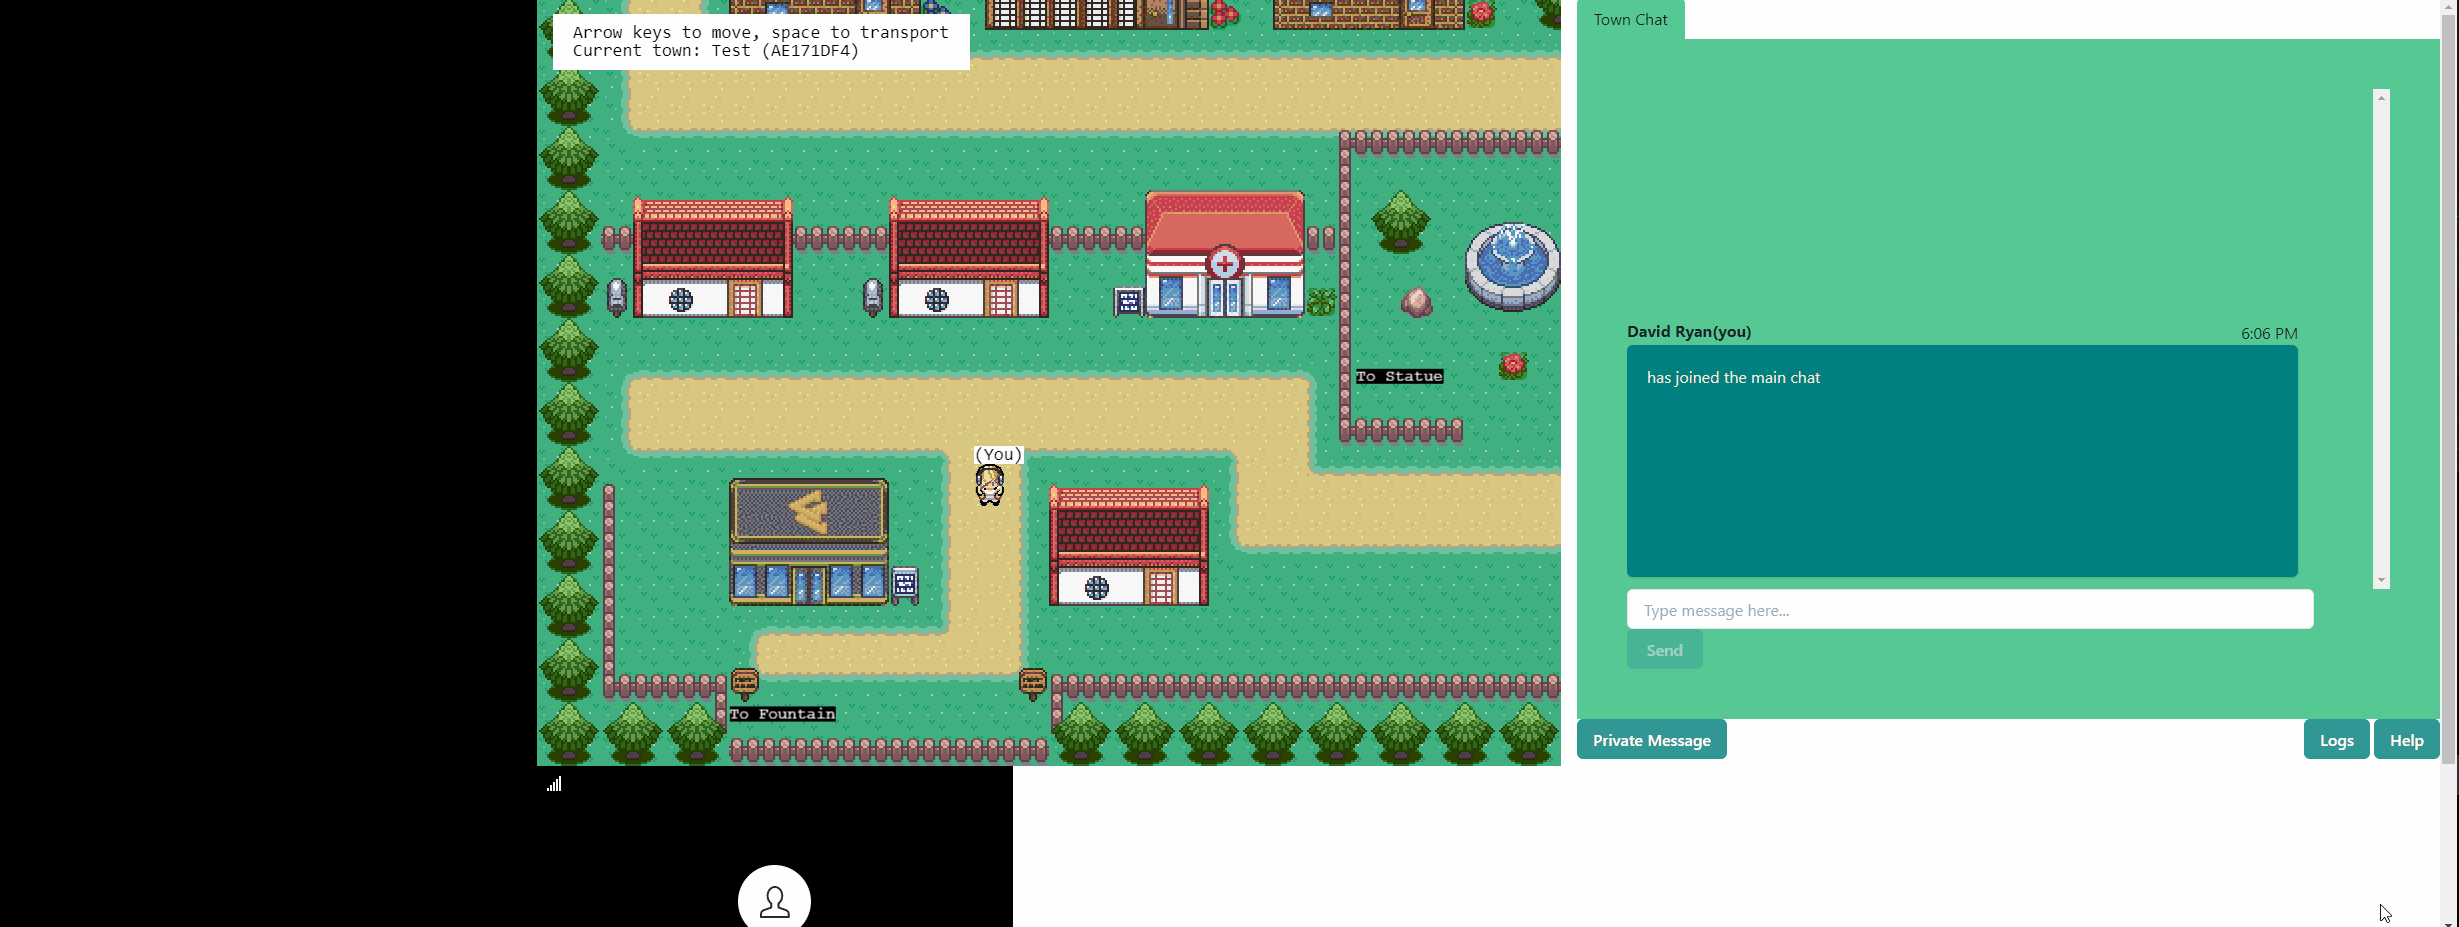 Arrow keys to move, space to transport
Current town: Test (AE171DF4)
To Statue
(You)
To Fountain
Town Chat
David Ryan(you)
6:06 PM
has joined the main chat
Type message here...
Send
Private Message
Logs
Help